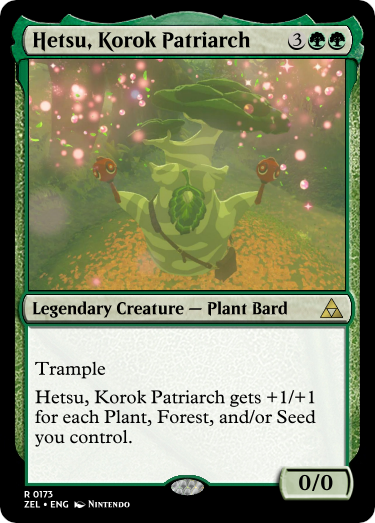 Hetsu, Korok Patriarch 3
Legendary Creature — Plant Bard
Trample
Hetsu, Korok Patriarch gets +1/+1
for each Plant, Forest, and/or Seed
you control.
0/0
R 0173
ZEL • ENG Nintendo